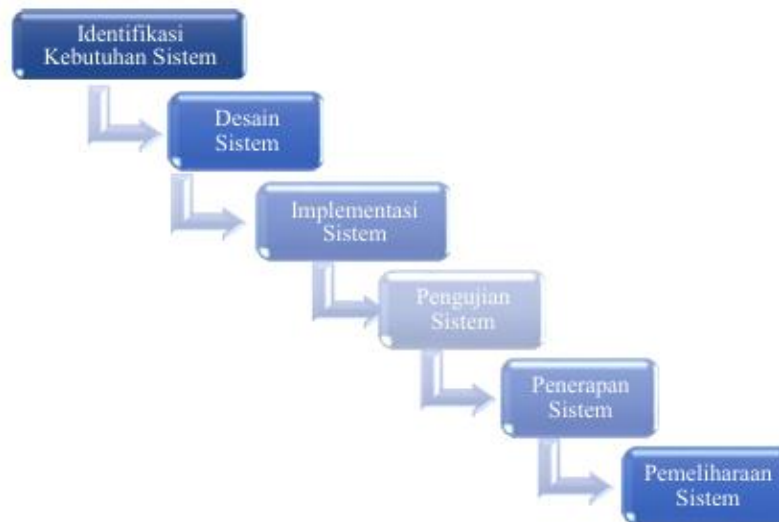 Identifikasi
Kebutuhan Sistem
Desain
Sistem
Implementasi
Sistem
Pengujian
Sistem
Penerapan
Sistem
Pemeliharaan
Sistem